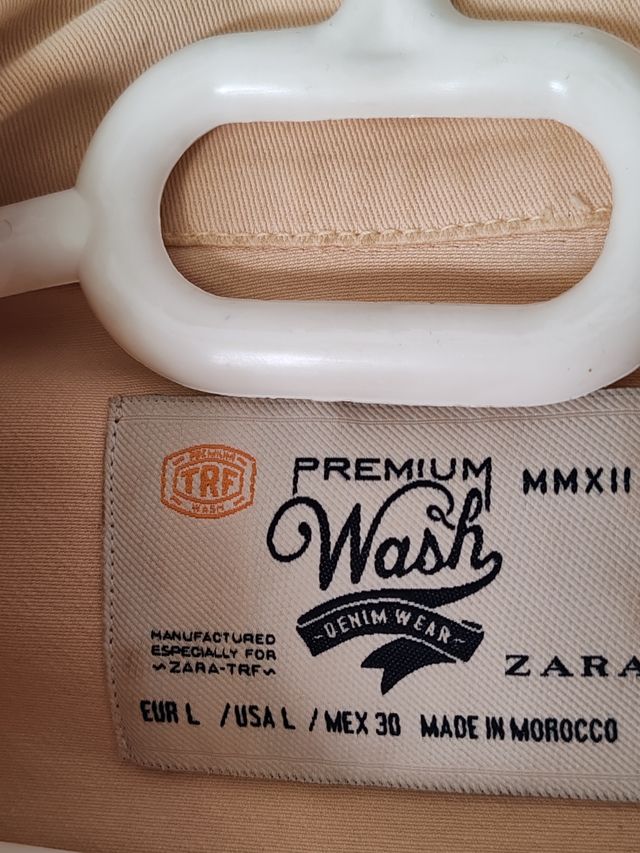 PREMIUM
TRF
WASH
PREMIUM
Wash
DENIM WEAR
MMXII
MANUFACTURED
ESPECIALLY FOR
~ZARA-TRF~
ZARA
EUR L / USA L / MEX 30 MADE IN MOROCCO